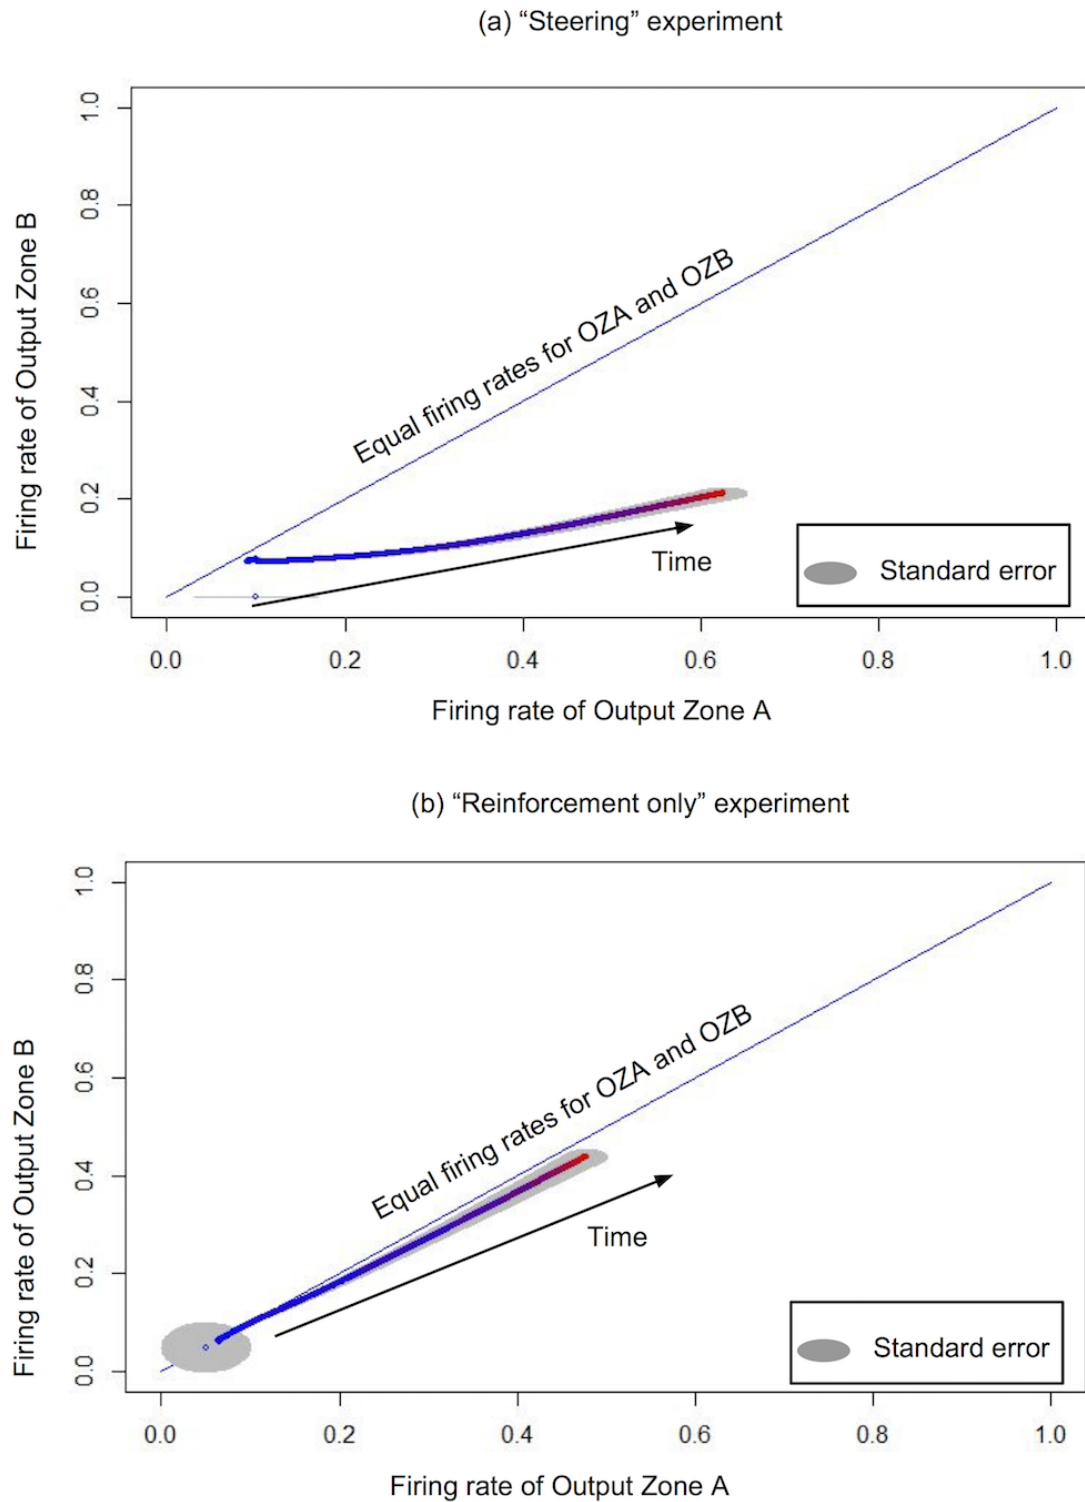 (a) “Steering” experiment
1.0
0.8
0.6
0.4
0.2
0.0
Firing rate of Output Zone B
Equal firing rates for OZA and OZB
Time
Standard error
0.0 0.2 0.4 0.6 0.8 1.0
Firing rate of Output Zone A
(b) “Reinforcement only” experiment
1.0
0.8
0.6
0.4
0.2
0.0
Firing rate of Output Zone B
Equal firing rates for OZA and OZB
Time
Standard error
0.0 0.2 0.4 0.6 0.8 1.0
Firing rate of Output Zone A